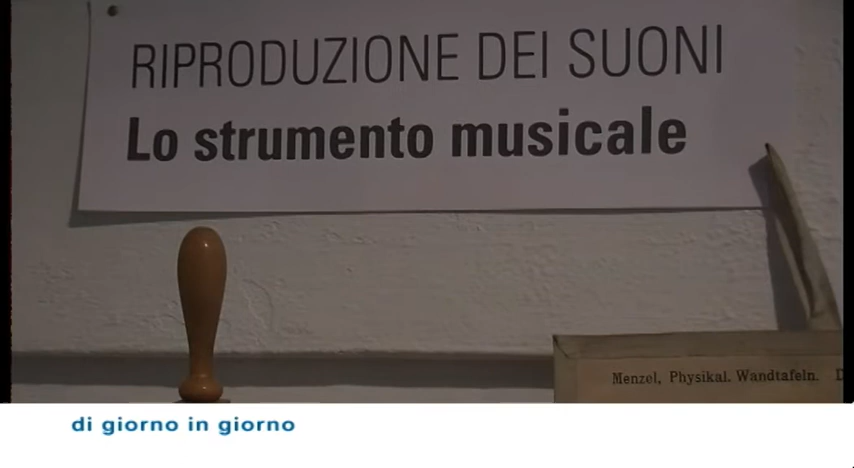 RIPRODUZIONE DEI SUONI
Lo strumento musicale
Menzel, Physikal. Wandtafeln.
di giorno in giorno